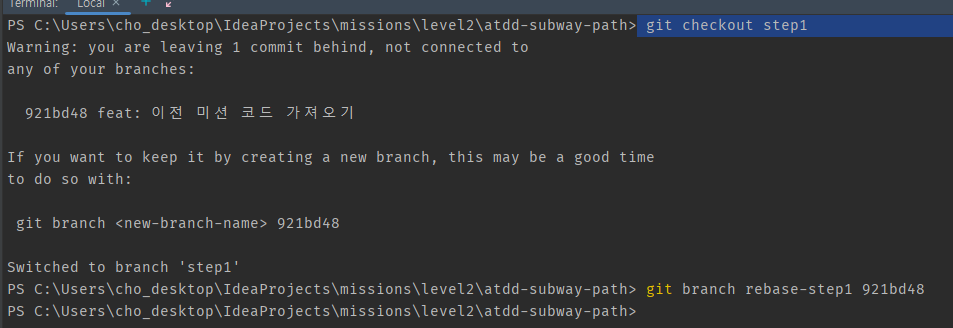 Terminal: Local × +
PS C:\Users\cho_desktop\IdeaProjects\missions\level2\atdd-subway-path> git checkout step1
Warning: you are leaving 1 commit behind, not connected to
any of your branches:
921bd48 feat: 이전 미션 코드 가져오기
If you want to keep it by creating a new branch, this may be a good time
to do so with:
git branch <new-branch-name> 921bd48
Switched to branch 'step1'
PS C:\Users\cho_desktop\IdeaProjects\missions\level2\atdd-subway-path> git branch rebase-step1 921bd48
PS C:\Users\cho_desktop\IdeaProjects\missions\level2\atdd-subway-path>